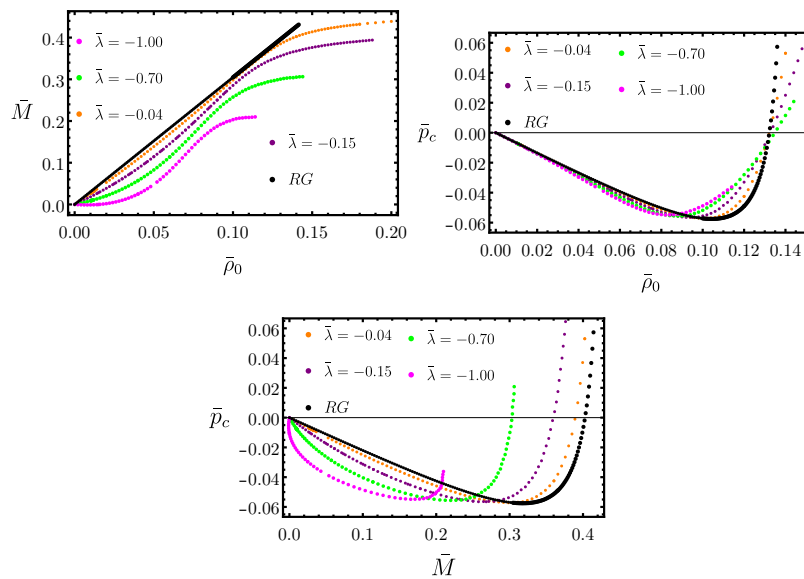 λ̄ = −1.00
λ̄ = −0.70
λ̄ = −0.04
λ̄ = −0.15
RG
M̄
0.4
0.3
0.2
0.1
0.0
0.00 0.05 0.10 0.15 0.20
ρ̄₀
λ̄ = −0.04 λ̄ = −0.70
λ̄ = −0.15 λ̄ = −1.00
RG
p̄_c
0.06
0.04
0.02
0.00
−0.02
−0.04
−0.06
0.00 0.02 0.04 0.06 0.08 0.10 0.12 0.14
ρ̄₀
λ̄ = −0.04 λ̄ = −0.70
λ̄ = −0.15 λ̄ = −1.00
RG
p̄_c
0.06
0.04
0.02
0.00
−0.02
−0.04
−0.06
0.0 0.1 0.2 0.3 0.4
M̄